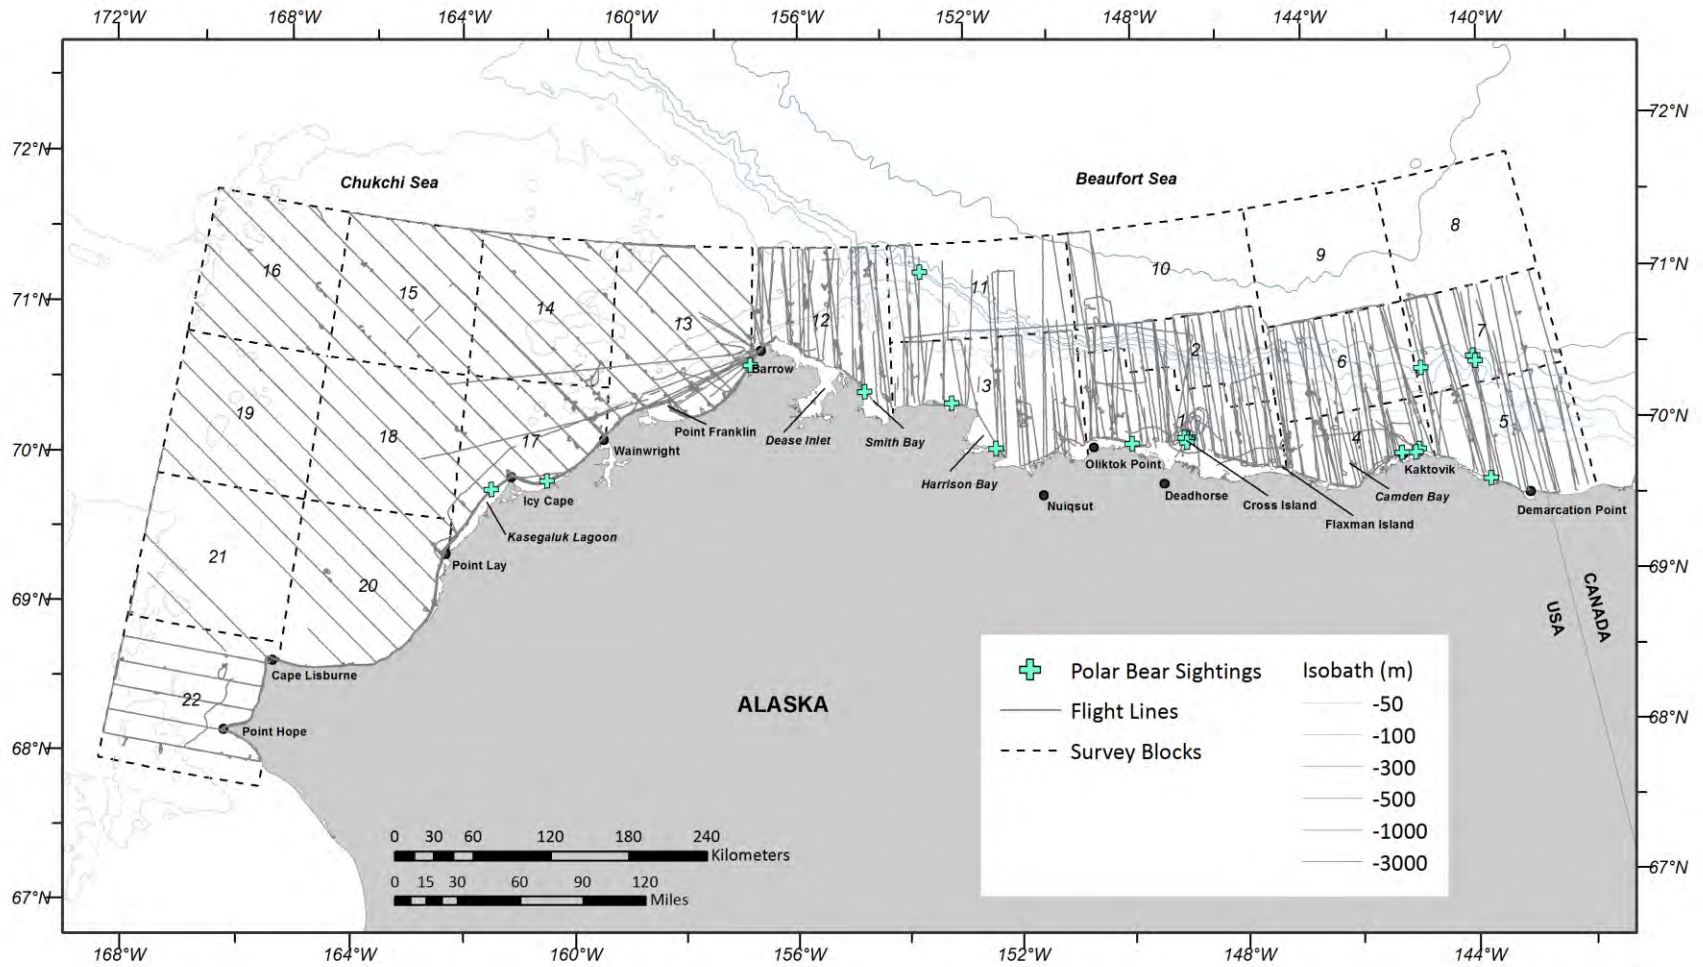 172°W 168°W 164°W 160°W 156°W 152°W 148°W 144°W 140°W
72°N
72°N
71°N
71°N
70°N
70°N
69°N
69°N
68°N
68°N
67°N
67°N
Chukchi Sea
Beaufort Sea
8
9
10
16
15
14
13
12
11
7
6
2
3
19
18
17
1
4
5
21
20
22
Barrow
Point Franklin
Wainwright
Icy Cape
Kasegaluk Lagoon
Point Lay
Cape Lisburne
Point Hope
Dease Inlet
Smith Bay
Harrison Bay
Oliktok Point
Nuiqsut
Deadhorse
Cross Island
Flaxman Island
Camden Bay
Kaktovik
Demarcation Point
USA
CANADA
ALASKA
Polar Bear Sightings
Flight Lines
Survey Blocks
Isobath (m)
-50
-100
-300
-500
-1000
-3000
0 30 60 120 180 240
Kilometers
0 15 30 60 90 120
Miles
168°W 164°W 160°W 156°W 152°W 148°W 144°W 140°W